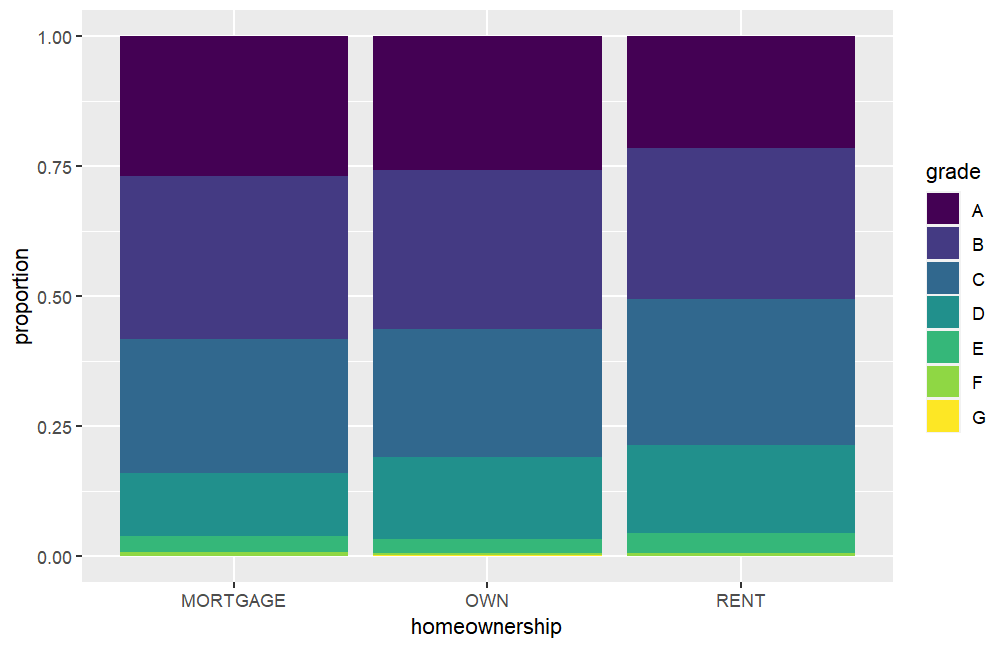 1.00
0.75
0.50
0.25
0.00
proportion
MORTGAGE
OWN
RENT
homeownership
grade
A
B
C
D
E
F
G